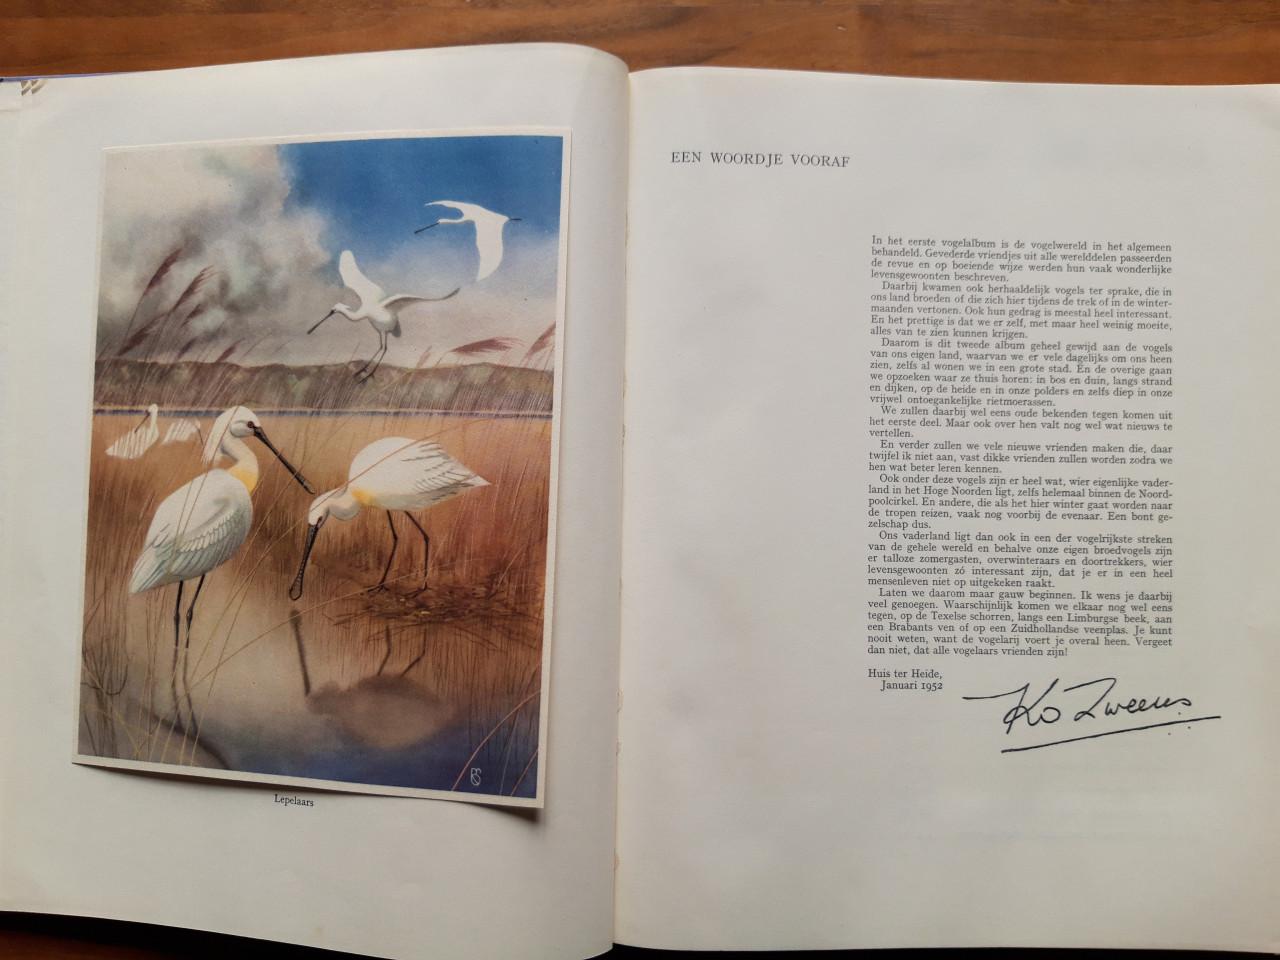 Lepelaars
EEN WOORDJE VOORAF
In het eerste vogelalbum is de vogelwereld in het algemeen
behandeld. Gevederde vriendjes uit alle werelddelen passeerden
de revue en op boeiende wijze werden hun vaak wonderlijke
levensgewoonten beschreven.
Daarbij kwamen ook herhaaldelijk vogels ter sprake, die in
ons land broeden of die zich hier tijdens de trek of in de winter-
maanden vertonen. Ook hun gedrag is meestal heel interessant.
En het prettige is dat we er zelf, met maar heel weinig moeite,
alles van te zien kunnen krijgen.
Daarom is dit tweede album geheel gewijd aan de vogels
van ons eigen land, waarvan we er vele dagelijks om ons heen
zien, zelfs al wonen we in een grote stad. En de overige gaan
we opzoeken waar ze thuis horen: in bos en duin, langs strand
en dijken, op de heide en in onze polders en zelfs diep in onze
vrijwel ontoegankelijke rietmoerassen.
We zullen daarbij wel eens oude bekenden tegen komen uit
het eerste deel. Maar ook over hen valt nog wel wat nieuws te
vertellen.
En verder zullen we vele nieuwe vrienden maken die, daar
twijfel ik niet aan, vast dikke vrienden zullen worden zodra we
hen wat beter leren kennen.
Ook onder deze vogels zijn er heel wat, wier eigenlijke vader-
land in het Hoge Noorden ligt, zelfs helemaal binnen de Noord-
poolcirkel. En andere, die als het hier winter gaat worden naar
de tropen reizen, vaak nog voorbij de evenaar. Een bont ge-
zelschap dus.
Ons vaderland ligt dan ook in een der vogelrijkste streken
van de gehele wereld en behalve onze eigen broedvogels zijn
er talloze zomergasten, overwinteraars en doortrekkers, wier
levensgewoonten zó interessant zijn, dat je er in een heel
mensenleven niet op uitgekeken raakt.
Laten we daarom maar gauw beginnen. Ik wens je daarbij
veel genoegen. Waarschijnlijk komen we elkaar nog wel eens
tegen, op de Texelse schorren, langs een Limburgse beek, aan
een Brabants ven of op een Zuidhollandse veenplas. Je kunt
nooit weten, want de vogelarij voert je overal heen. Vergeet
dan niet, dat alle vogelaars vrienden zijn!
Huis ter Heide,
Januari 1952
Ko Zweeres